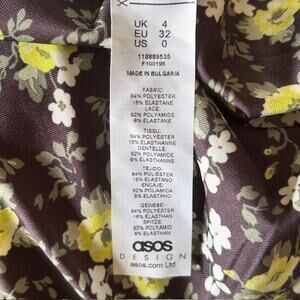 UK 4
EU 32
US 0
118889535
F100196
MADE IN BULGARIA
FABRIC:
84% POLYESTER
16% ELASTANE
LACE:
92% POLYAMIDE
8% ELASTANE
TISSU:
84% POLYESTER
16% ELASTHANNE
DENTELLE:
92% POLYAMIDE
8% ELASTHANNE
TEJIDO:
84% POLIÉSTER
16% ELASTANO
ENCAJE:
92% POLIAMIDA
8% ELASTANO
GEWEBE:
84% POLYESTER
16% ELASTHAN
SPITZE:
92% POLYAMID
8% ELASTHAN
asos
DESIGN
asos.com Ltd